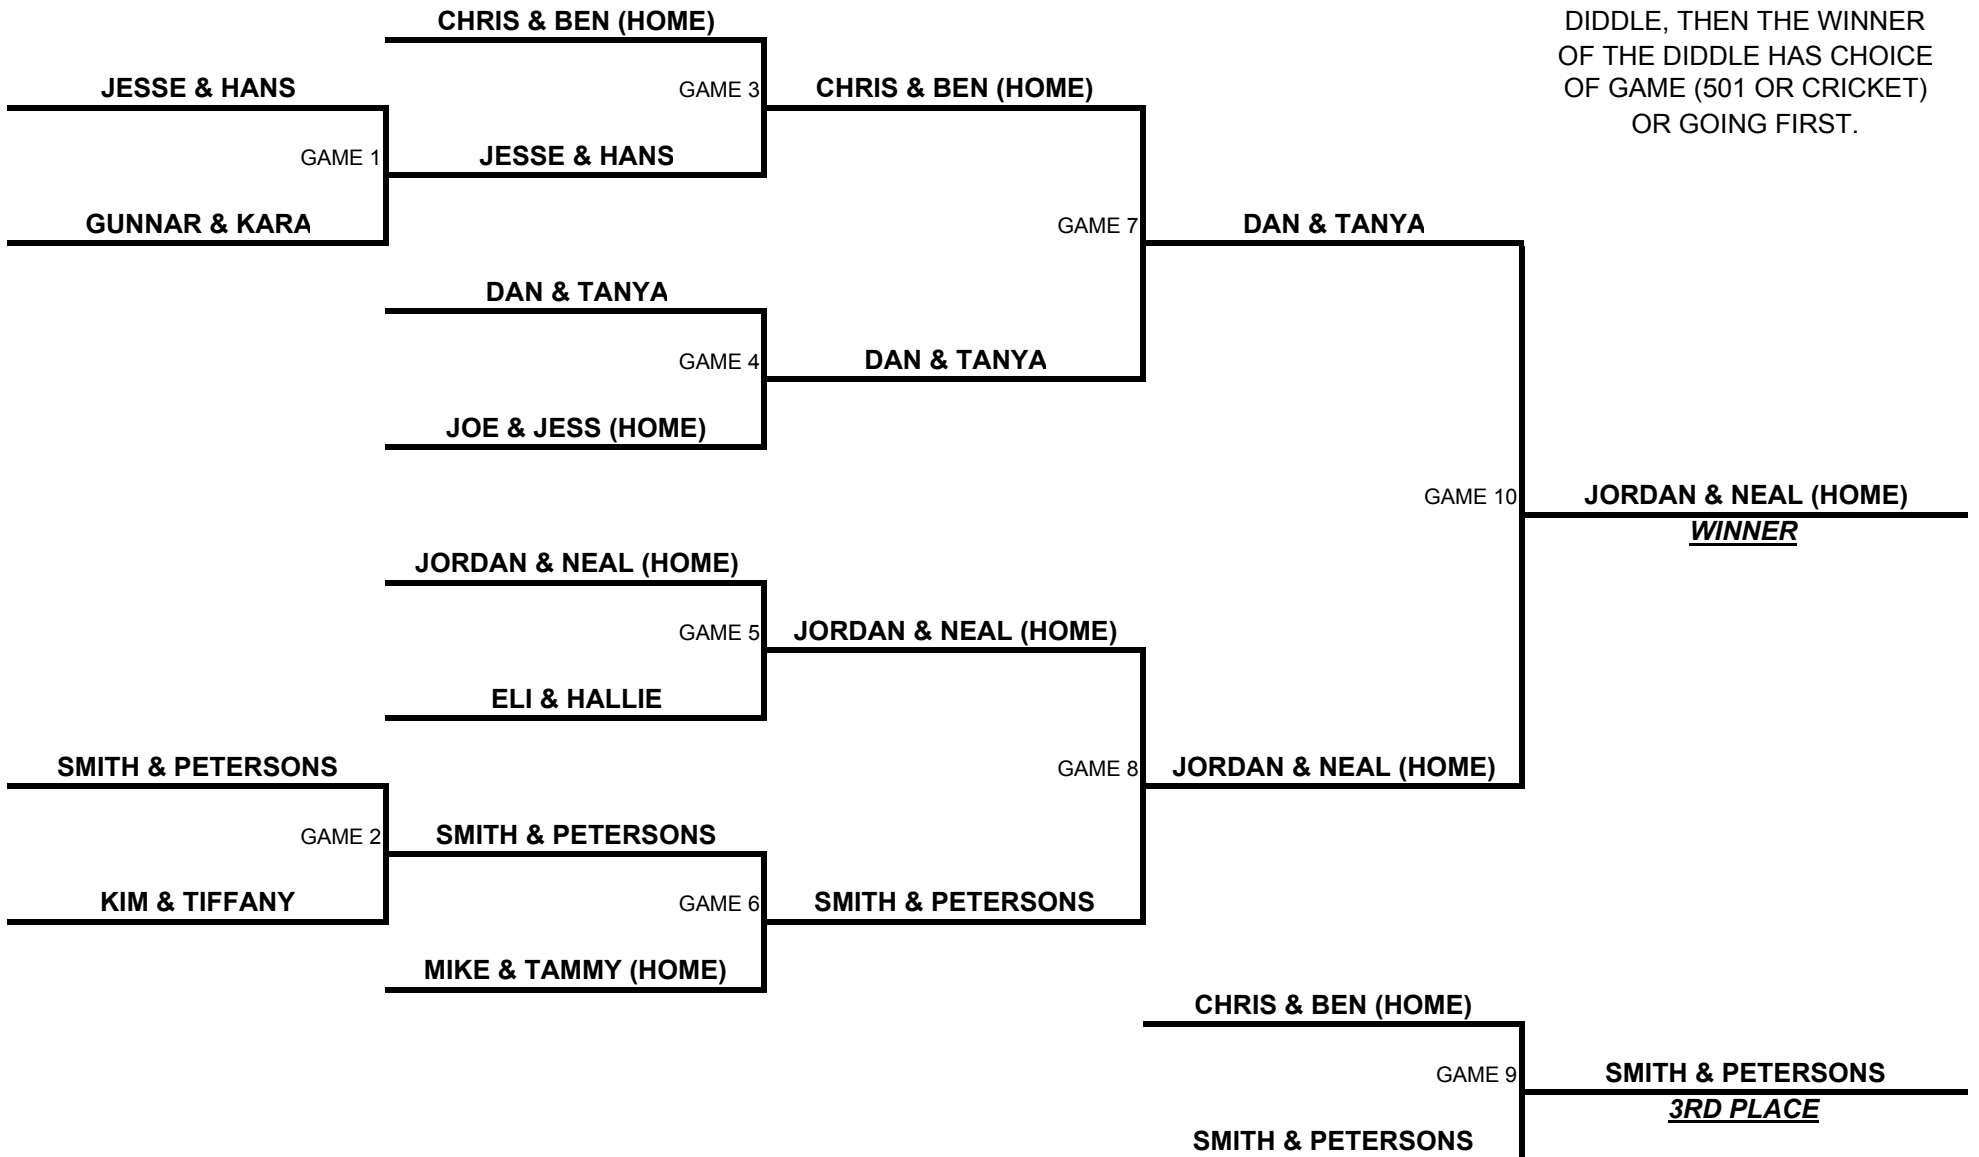 CHRIS & BEN (HOME)
DIDDLE, THEN THE WINNER
OF THE DIDDLE HAS CHOICE
OF GAME (501 OR CRICKET)
OR GOING FIRST.
JESSE & HANS
GAME 3
CHRIS & BEN (HOME)
GAME 1
JESSE & HANS
GUNNAR & KARA
GAME 7
DAN & TANYA
DAN & TANYA
GAME 4
DAN & TANYA
JOE & JESS (HOME)
GAME 10
JORDAN & NEAL (HOME)
WINNER
JORDAN & NEAL (HOME)
GAME 5
JORDAN & NEAL (HOME)
ELI & HALLIE
SMITH & PETERSONS
GAME 8
JORDAN & NEAL (HOME)
GAME 2
SMITH & PETERSONS
KIM & TIFFANY
GAME 6
SMITH & PETERSONS
MIKE & TAMMY (HOME)
CHRIS & BEN (HOME)
GAME 9
SMITH & PETERSONS
3RD PLACE
SMITH & PETERSONS